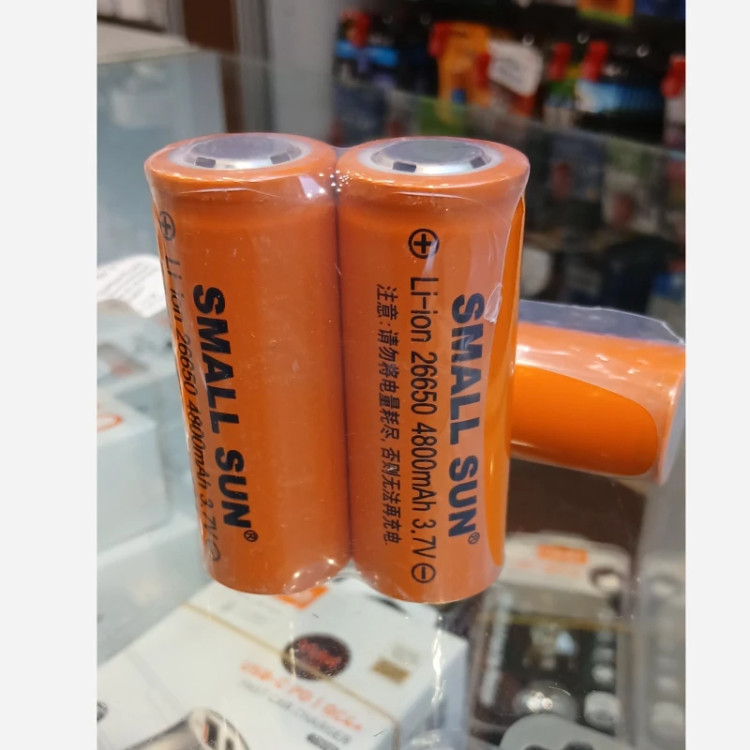 SMALL SUN®
Li-ion 26650 4800mAh 3.7V
SMALL SUN®
⊕ Li-ion 26650 4800mAh 3.7V ⊖
注意:请勿将电量耗尽,否则无法再充电.